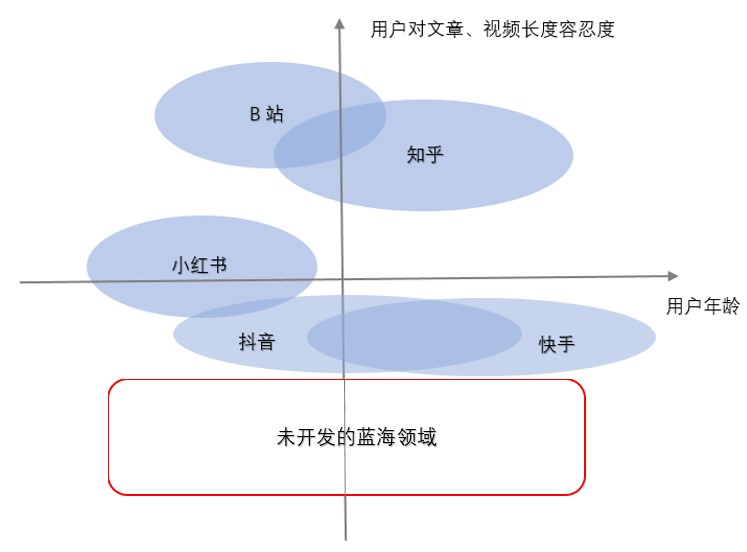 用户对文章、视频长度容忍度
B 站
知乎
小红书
用户年龄
抖音
快手
未开发的蓝海领域